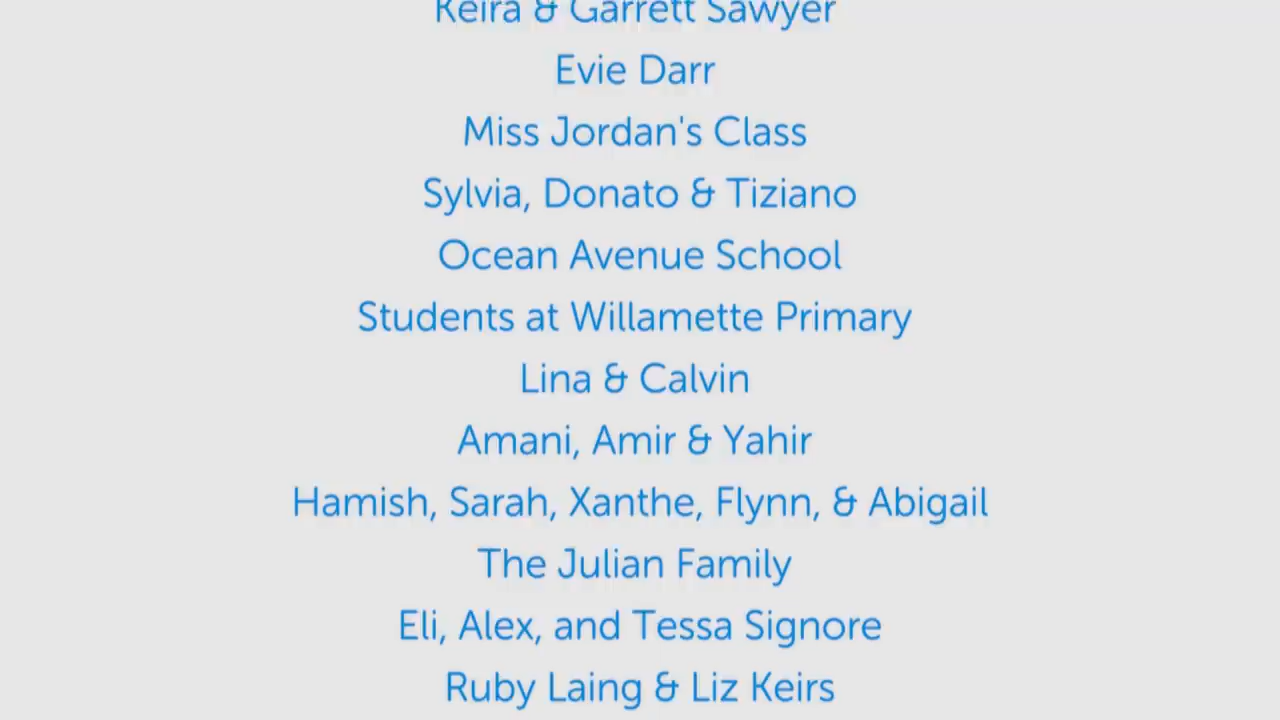 Keira & Garrett Sawyer
Evie Darr
Miss Jordan's Class
Sylvia, Donato & Tiziano
Ocean Avenue School
Students at Willamette Primary
Lina & Calvin
Amani, Amir & Yahir
Hamish, Sarah, Xanthe, Flynn, & Abigail
The Julian Family
Eli, Alex, and Tessa Signore
Ruby Laing & Liz Keirs